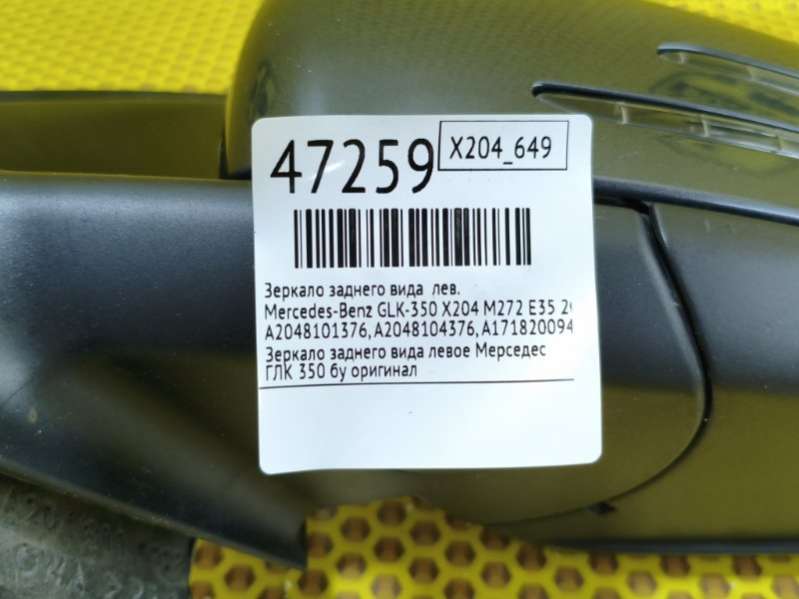 47259
X204_649
Зеркало заднего вида лев.
Mercedes-Benz GLK-350 X204 M272 E35
A2048101376, A2048104376, A171820094
Зеркало заднего вида левое Мерседес
ГЛК 350 бу оригинал